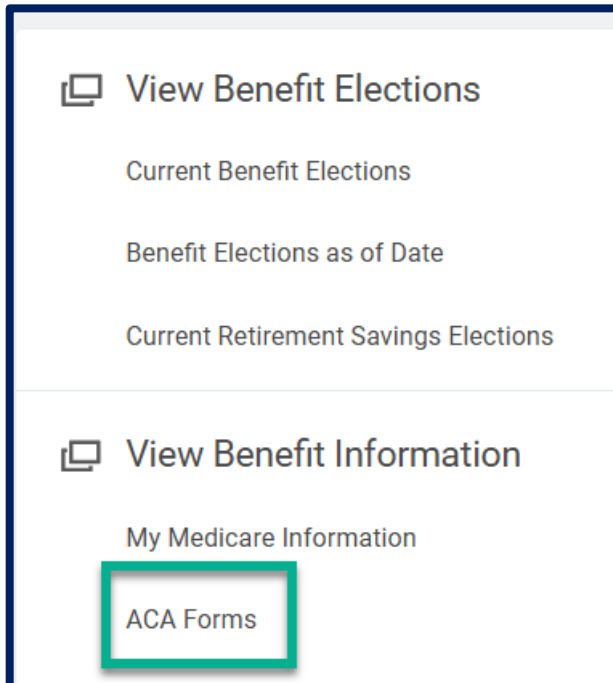 View Benefit Elections
Current Benefit Elections
Benefit Elections as of Date
Current Retirement Savings Elections
View Benefit Information
My Medicare Information
ACA Forms